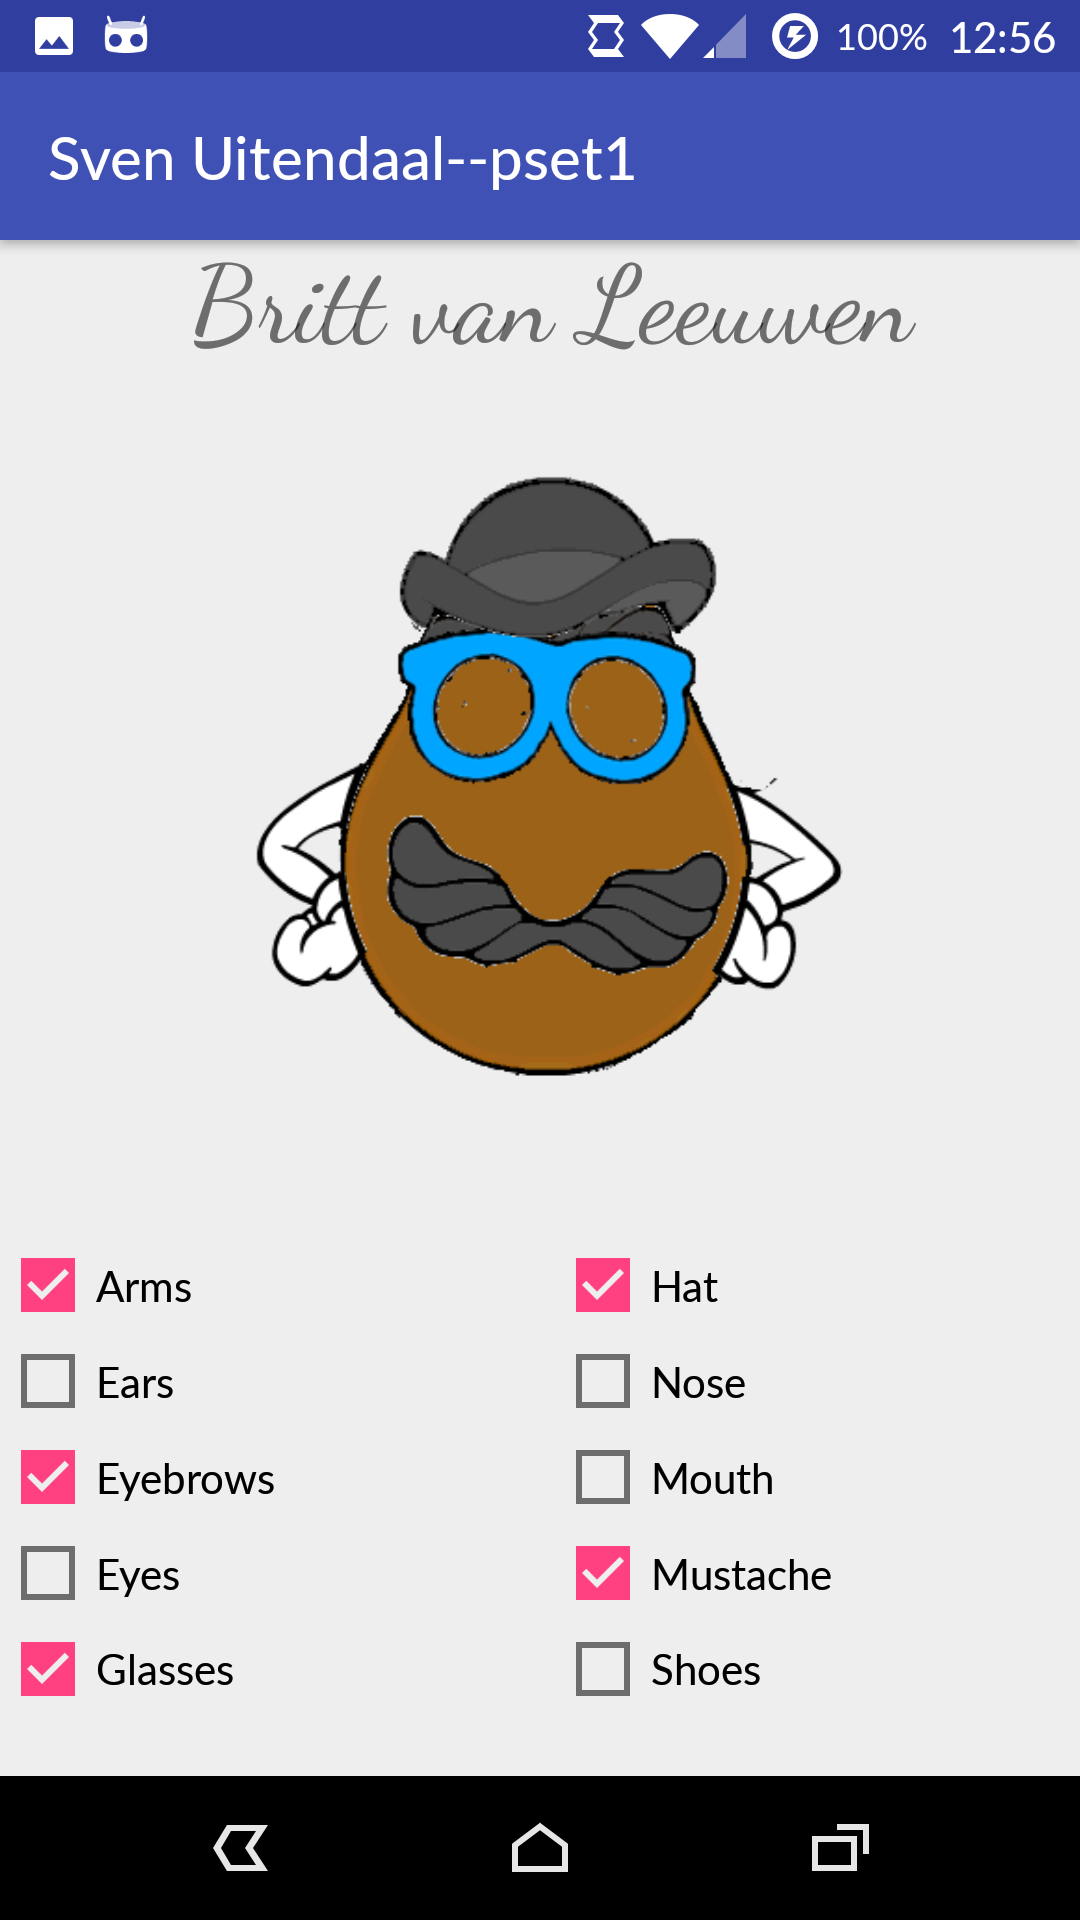 100% 12:56
Sven Uitendaal--pset1
Britt van Leeuwen
Arms
Hat
Ears
Nose
Eyebrows
Mouth
Eyes
Mustache
Glasses
Shoes